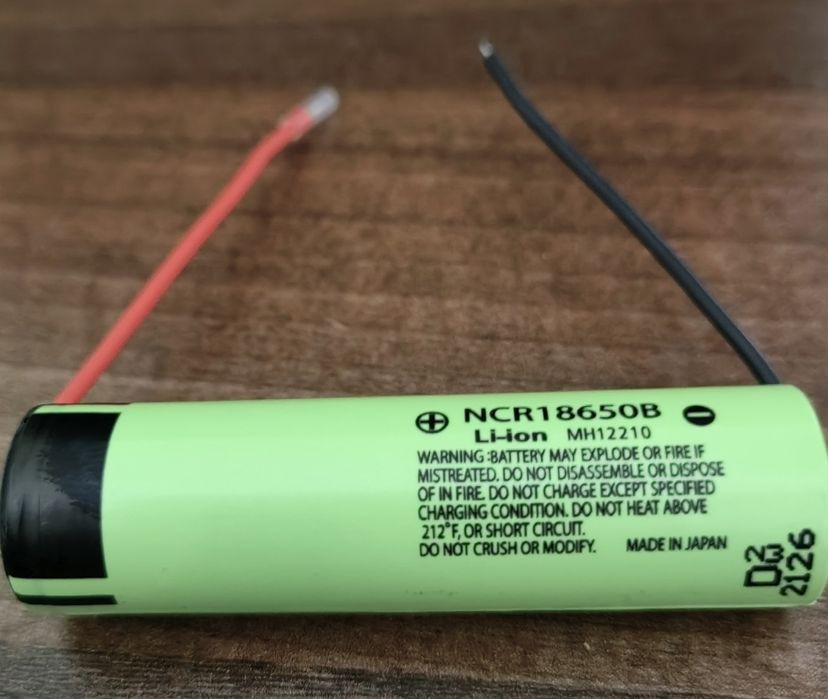 ⊕ NCR18650B ⊖
Li-ion MH12210
WARNING :BATTERY MAY EXPLODE OR FIRE IF
MISTREATED. DO NOT DISASSEMBLE OR DISPOSE
OF IN FIRE. DO NOT CHARGE EXCEPT SPECIFIED
CHARGING CONDITION. DO NOT HEAT ABOVE
212°F, OR SHORT CIRCUIT.
DO NOT CRUSH OR MODIFY. MADE IN JAPAN
2126